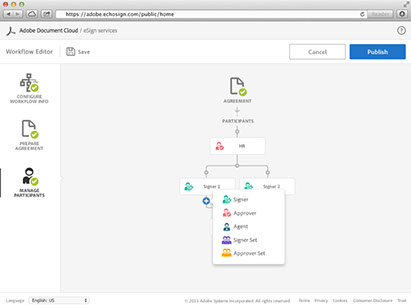 https://adobe.echosign.com/public/home
Reader
Adobe Document Cloud / eSign services
Workflow Editor
Save
Cancel
Publish
CONFIGURE
WORKFLOW INFO
PREPARE
AGREEMENT
MANAGE
PARTICIPANTS
AGREEMENT
PARTICIPANTS
HR
Signer 1
Signer 2
Signer
Approver
Agent
Signer Set
Approver Set
Language
English: US
© 2015 Adobe Systems Incorporated. All rights reserved.
Terms
Privacy
Cookies
Consumer Disclosure
Trust